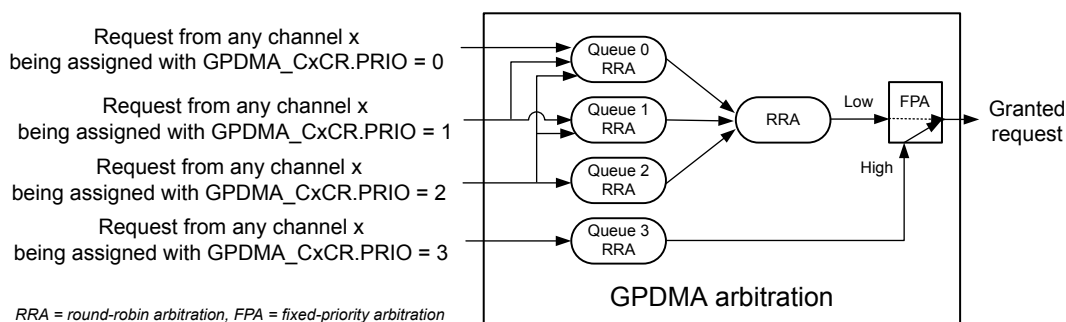 Request from any channel x
being assigned with GPDMA_CxCR.PRIO = 0
Request from any channel x
being assigned with GPDMA_CxCR.PRIO = 1
Request from any channel x
being assigned with GPDMA_CxCR.PRIO = 2
Request from any channel x
being assigned with GPDMA_CxCR.PRIO = 3
Queue 0
RRA
Queue 1
RRA
Queue 2
RRA
Queue 3
RRA
RRA
Low
FPA
High
Granted
request
GPDMA arbitration
RRA = round-robin arbitration, FPA = fixed-priority arbitration